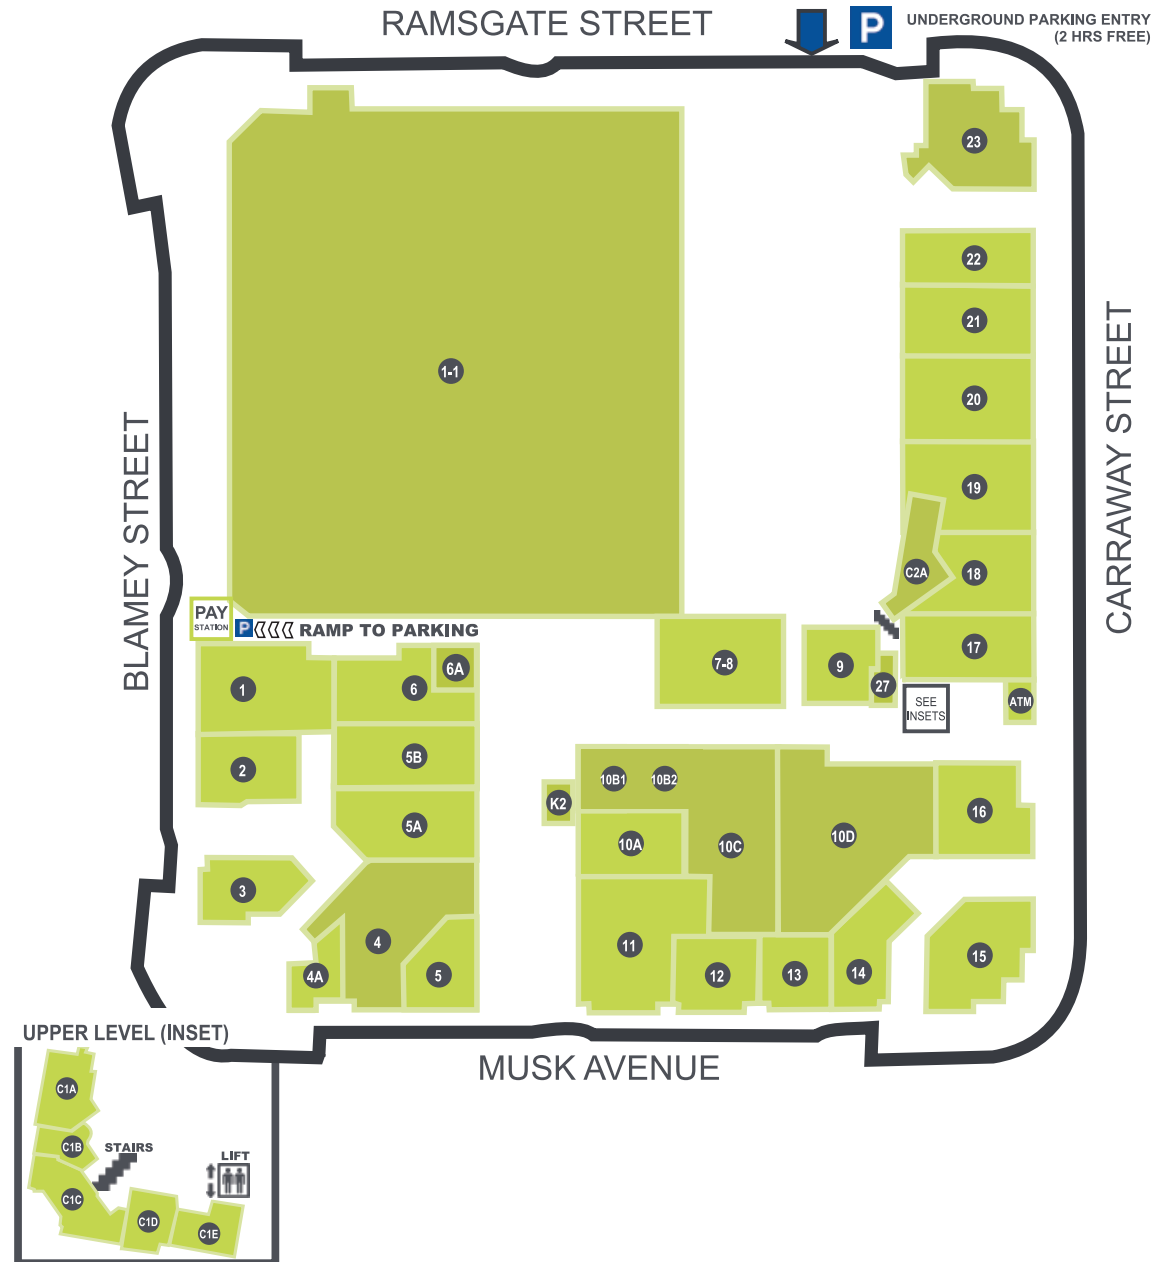 RAMSGATE STREET
P
UNDERGROUND PARKING ENTRY
(2 HRS FREE)
23
22
21
1-1
20
CARRAWAY STREET
BLAMEY STREET
19
C2A
18
PAY
STATION
P
RAMP TO PARKING
17
1
6
6A
7-8
9
27
SEE
INSETS
ATM
2
5B
10B1
10B2
K2
5A
10A
10C
10D
16
3
4
11
4A
5
12
13
14
15
UPPER LEVEL (INSET)
MUSK AVENUE
C1A
C1B
STAIRS
LIFT
C1C
C1D
C1E